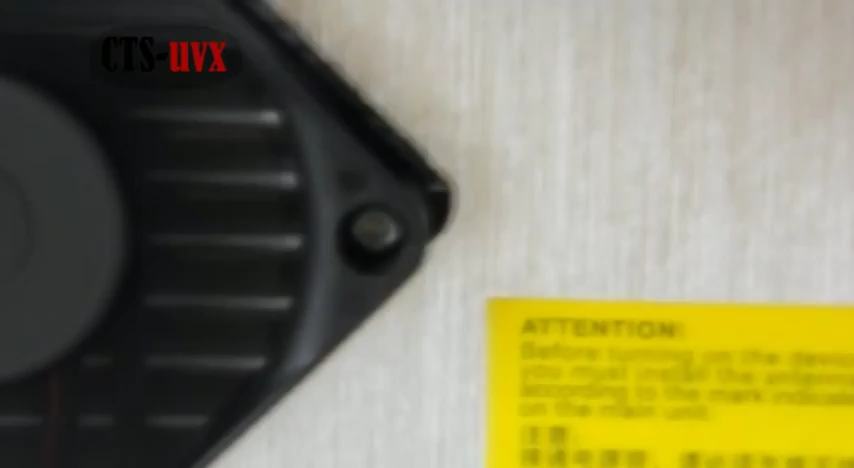 CTS-uvx
ATTENTION:
Before turning on the device
you must install the antenna
according to the mark indicate
on the main unit.
注意: